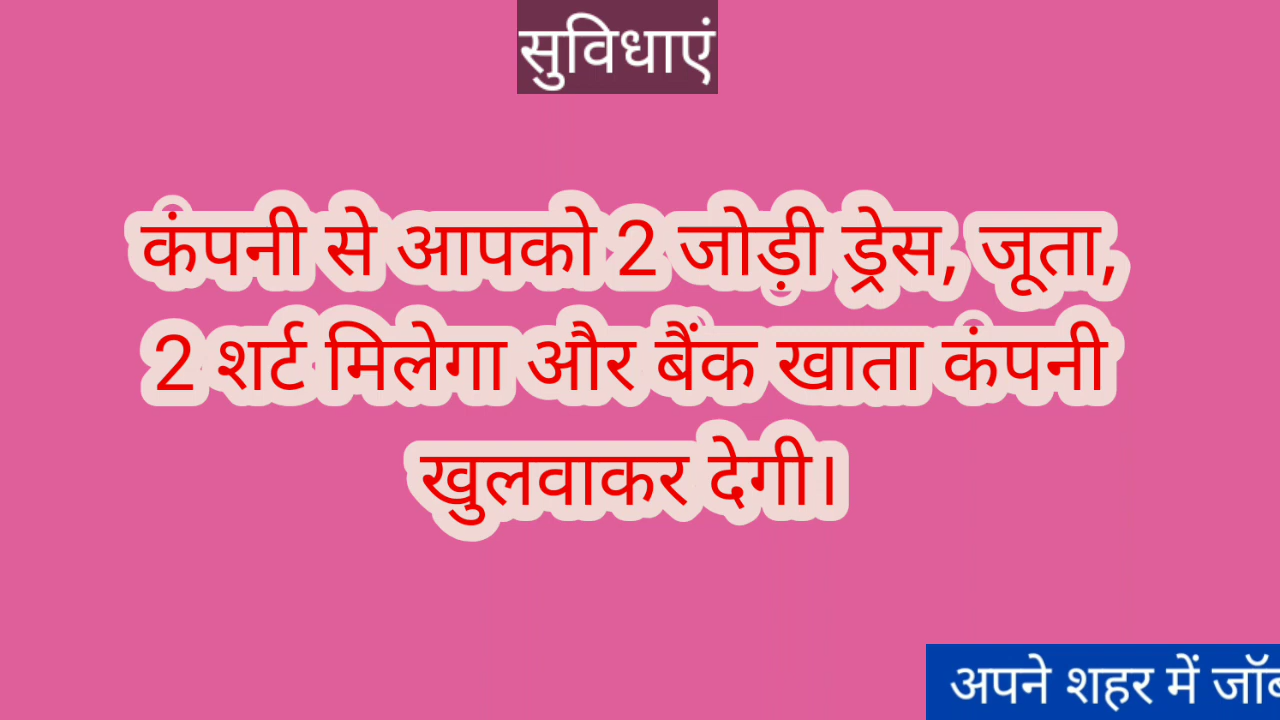 सुविधाएं
कंपनी से आपको 2 जोड़ी ड्रेस, जूता,
2 शर्ट मिलेगा और बैंक खाता कंपनी
खुलवाकर देगी।
अपने शहर में